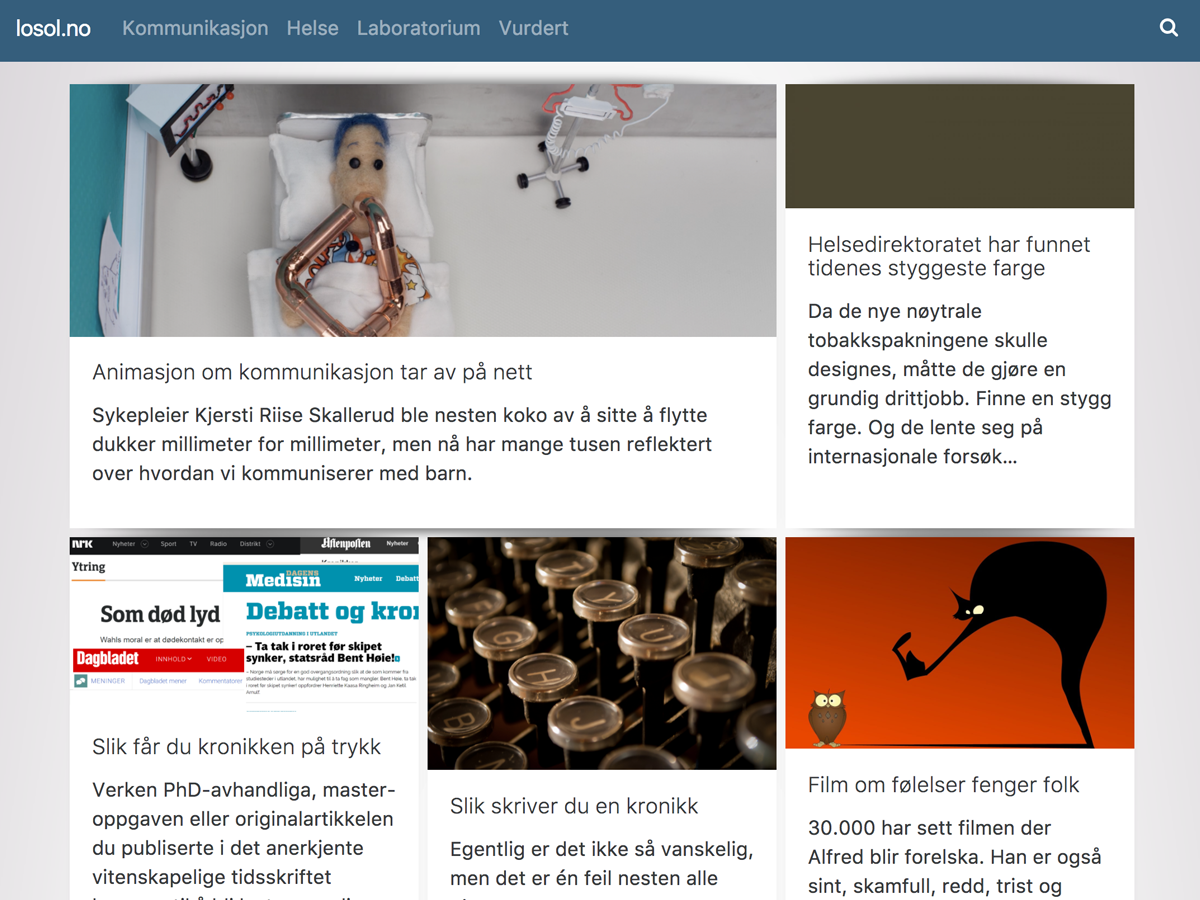 losol.no Kommunikasjon Helse Laboratorium Vurdert
Animasjon om kommunikasjon tar av på nett
Sykepleier Kjersti Riise Skallerud ble nesten koko av å sitte å flytte
dukker millimeter for millimeter, men nå har mange tusen reflektert
over hvordan vi kommuniserer med barn.
Helsedirektoratet har funnet
tidenes styggeste farge
Da de nye nøytrale
tobakkspakningene skulle
designes, måtte de gjøre en
grundig drittjobb. Finne en stygg
farge. Og de lente seg på
internasjonale forsøk...
NRK Nyheter Sport TV Radio Distrikt
Aftenposten Nyheter
Ytring
Som død lyd
Wahls moral er at dødekontakt er op
Dagbladet INNHOLD VIDEO
MENINGER Dagbladet mener Kommentatorer
DAGENS
Medisin Nyheter Debatt
Debatt og kro
PSYKOLOGIUTDANNING I UTLANDET
– Ta tak i roret før skipet
synker, statsråd Bent Høie!
Slik får du kronikken på trykk
Verken PhD-avhandliga, master-
oppgaven eller originalartikkelen
du publiserte i det anerkjente
vitenskapelige tidsskriftet
T
Y
U
G
H
J
B
Slik skriver du en kronikk
Egentlig er det ikke så vanskelig,
men det er én feil nesten alle
Film om følelser fenger folk
30.000 har sett filmen der
Alfred blir forelska. Han er også
sint, skamfull, redd, trist og